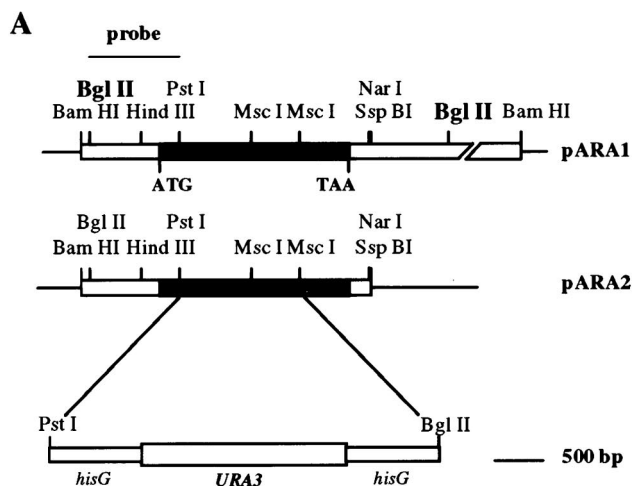 A
probe
Bgl II Pst I Nar I
Bam HI Hind III Msc I Msc I Ssp BI Bgl II Bam HI
pARA1
ATG TAA
Bgl II Pst I Nar I
Bam HI Hind III Msc I Msc I Ssp BI
pARA2
Pst I Bgl II
500 bp
hisG URA3 hisG